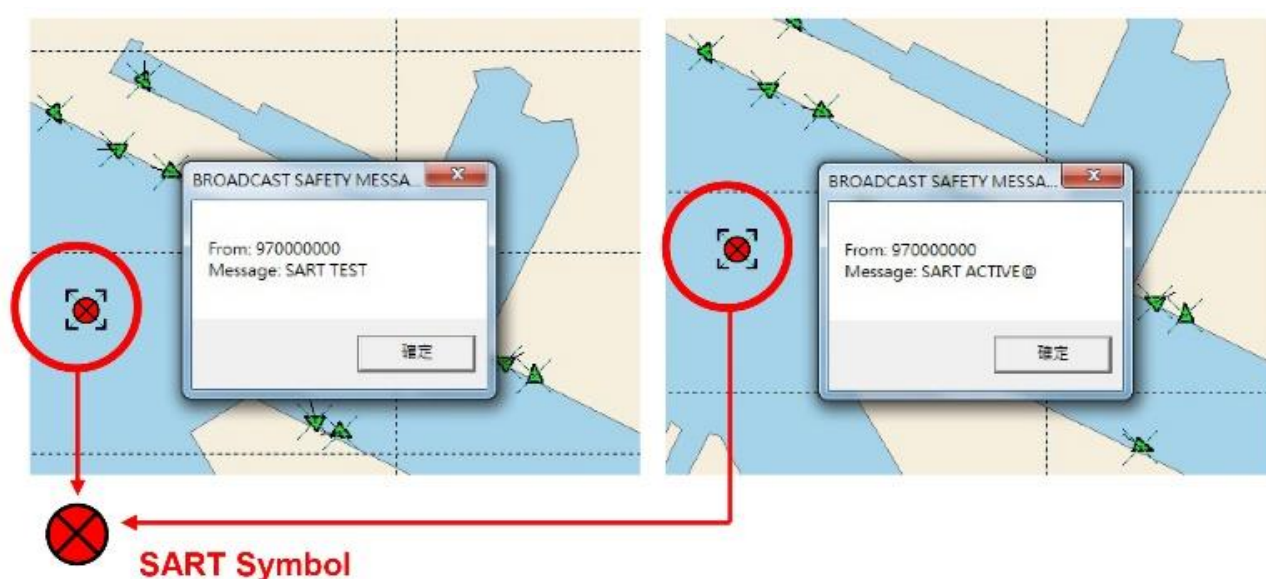 BROADCAST SAFETY MESSA...
From: 970000000
Message: SART TEST
確定
BROADCAST SAFETY MESSA...
From: 970000000
Message: SART ACTIVE@
確定
SART Symbol